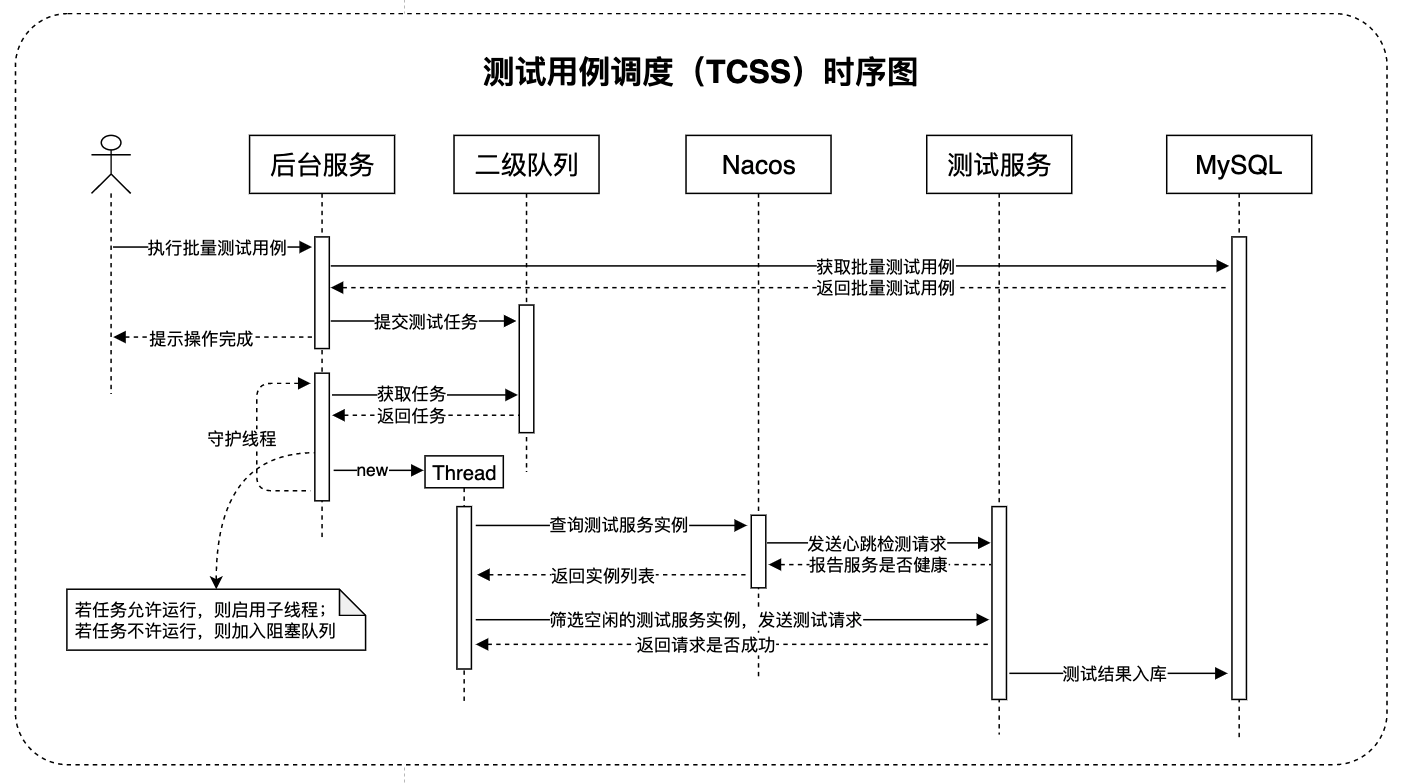 测试用例调度（TCSS）时序图
后台服务
二级队列
Nacos
测试服务
MySQL
执行批量测试用例
获取批量测试用例
返回批量测试用例
提交测试任务
提示操作完成
获取任务
返回任务
守护线程
new
Thread
查询测试服务实例
发送心跳检测请求
报告服务是否健康
返回实例列表
若任务允许运行，则启用子线程；
若任务不许运行，则加入阻塞队列
筛选空闲的测试服务实例，发送测试请求
返回请求是否成功
测试结果入库